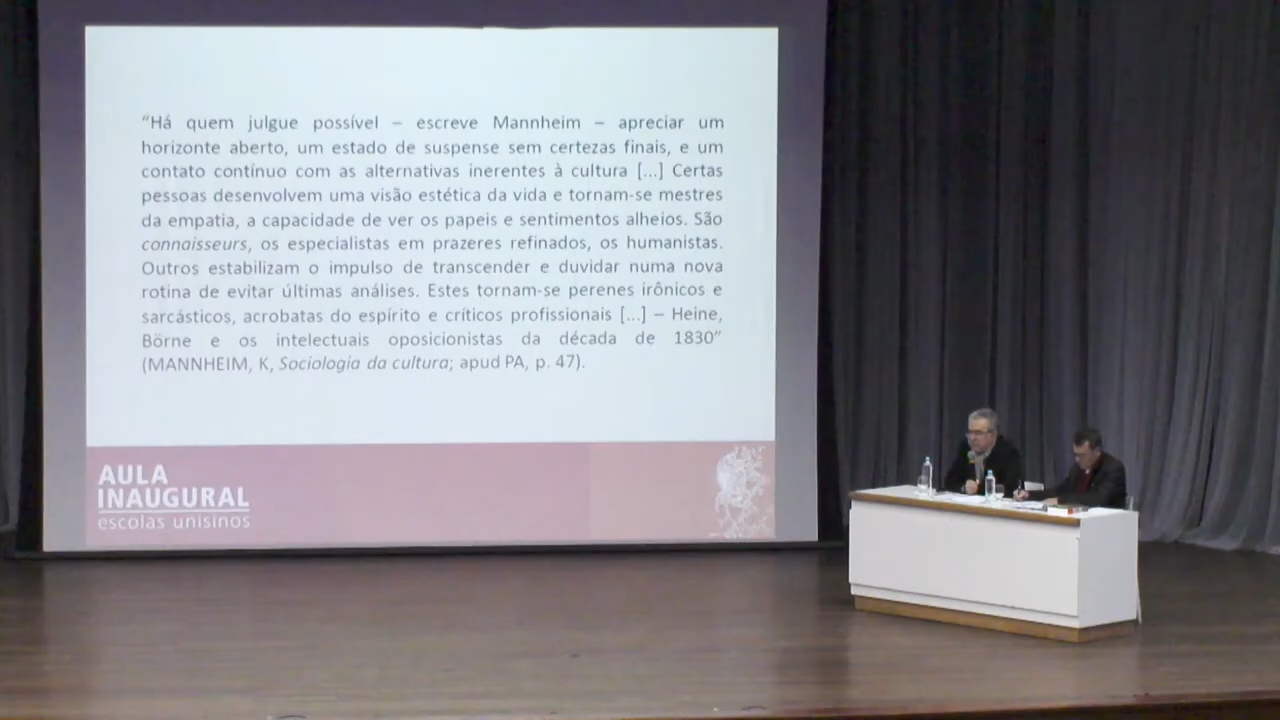 “Há quem julgue possível – escreve Mannheim – apreciar um
horizonte aberto, um estado de suspense sem certezas finais, e um
contato contínuo com as alternativas inerentes à cultura [...] Certas
pessoas desenvolvem uma visão estética da vida e tornam-se mestres
da empatia, a capacidade de ver os papeis e sentimentos alheios. São
connaisseurs, os especialistas em prazeres refinados, os humanistas.
Outros estabilizam o impulso de transcender e duvidar numa nova
rotina de evitar últimas análises. Estes tornam-se perenes irônicos e
sarcásticos, acrobatas do espírito e críticos profissionais [...] – Heine,
Börne e os intelectuais oposicionistas da década de 1830”
(MANNHEIM, K, Sociologia da cultura; apud PA, p. 47).
AULA
INAUGURAL
escolas unisinos